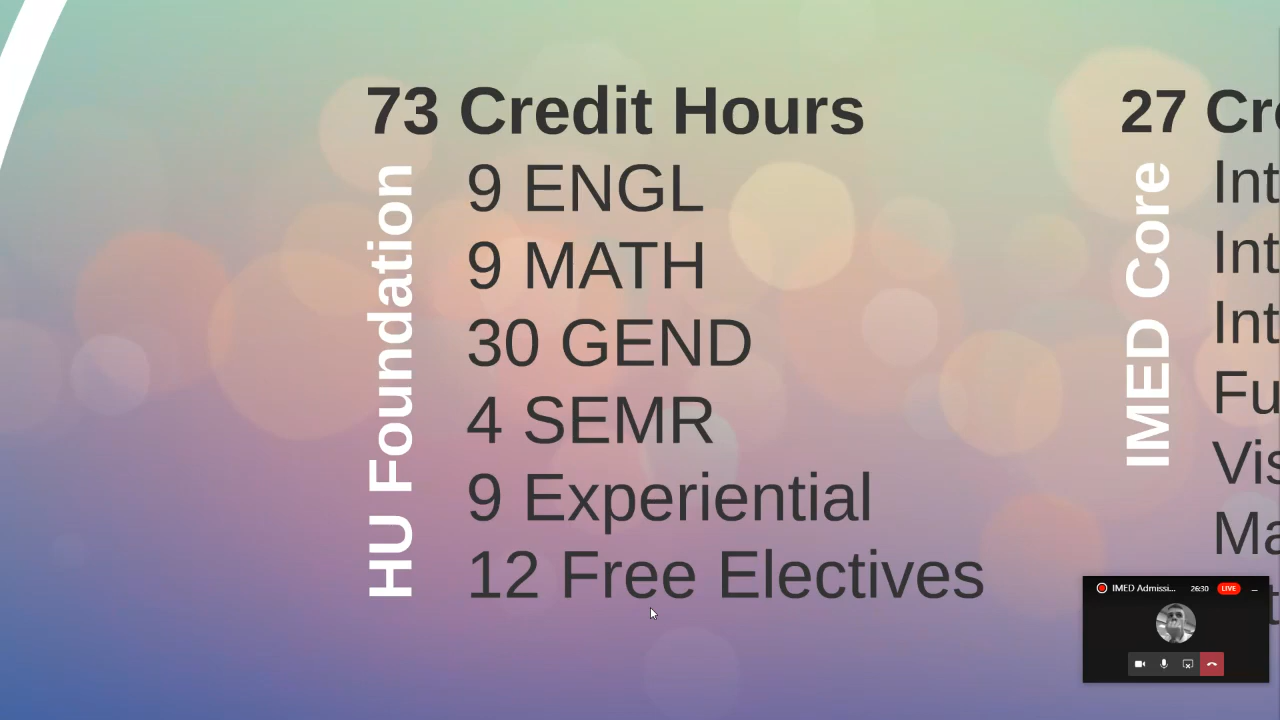 73 Credit Hours
HU Foundation
9 ENGL
9 MATH
30 GEND
4 SEMR
9 Experiential
12 Free Electives
27
IMED Core
IMED Admissi... 26:30 LIVE